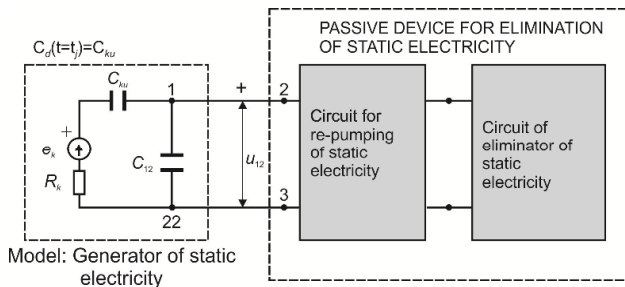 PASSIVE DEVICE FOR ELIMINATION
OF STATIC ELECTRICITY
Cd(t=tj)=Cku
Cku
1
+
2
+
ek
Rk
C12
u12
22
3
Circuit for
re-pumping
of static
electricity
Circuit of
eliminator of
static
electricity
Model: Generator of static
electricity